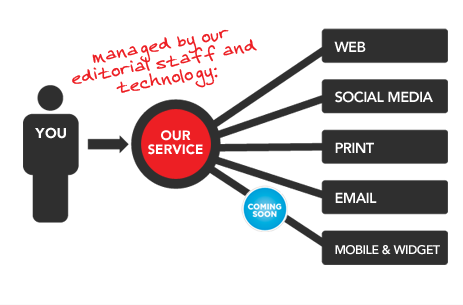 managed by our
editorial staff and
technology:
YOU
OUR
SERVICE
WEB
SOCIAL MEDIA
PRINT
EMAIL
COMING
SOON
MOBILE & WIDGET